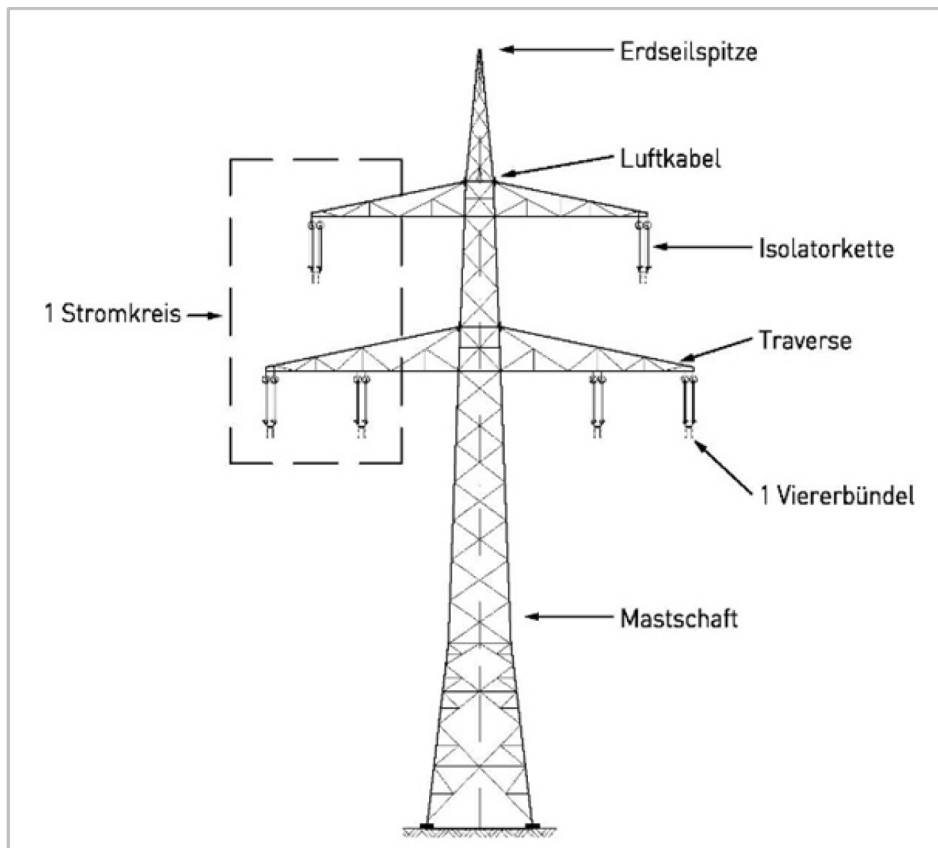 Erdseilspitze
Luftkabel
Isolatorkette
1 Stromkreis
Traverse
1 Viererbündel
Mastschaft